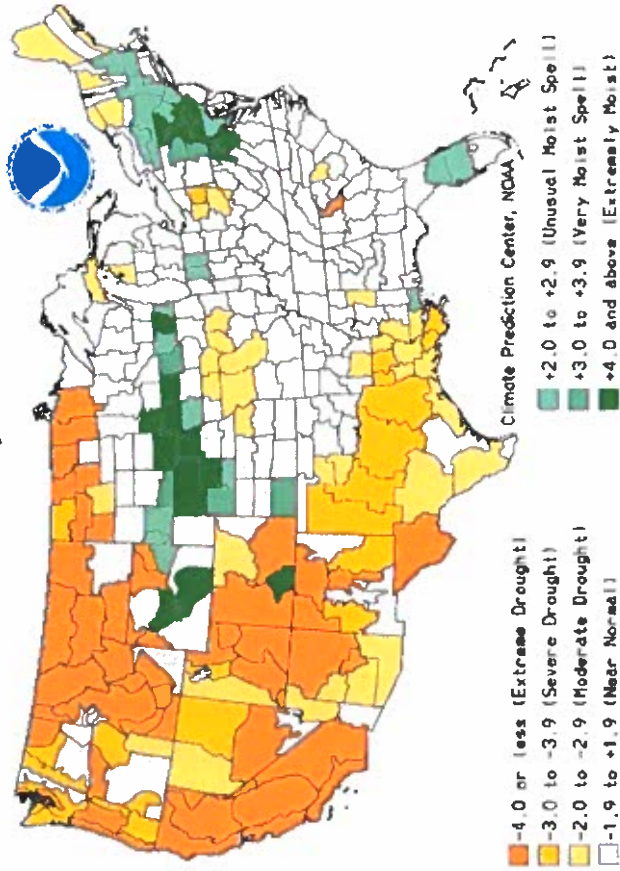 Climate Prediction Center, NOAA
-4.0 or less (Extreme Drought)
-3.0 to -3.9 (Severe Drought)
-2.0 to -2.9 (Moderate Drought)
-1.9 to +1.9 (Near Normal)
+2.0 to +2.9 (Unusual Moist Spell)
+3.0 to +3.9 (Very Moist Spell)
+4.0 and above (Extremely Moist)